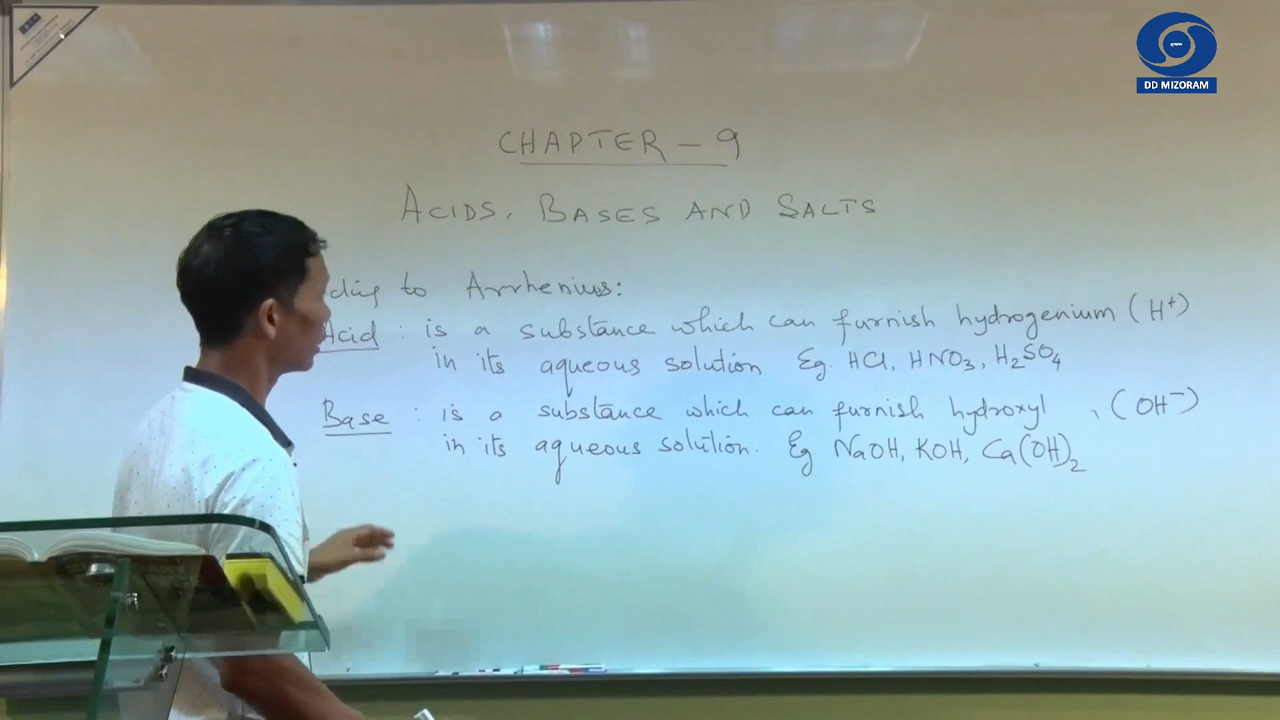 DD MIZORAM
CHAPTER - 9
ACIDS, BASES AND SALTS
ding to Arrhenius:
Acid : is a substance which can furnish hydrogenium (H⁺)
in its aqueous solution Eg. HCl, HNO₃, H₂SO₄
Base : is a substance which can furnish hydroxyl , (OH⁻)
in its aqueous solution. Eg NaOH, KOH, Ca(OH)₂